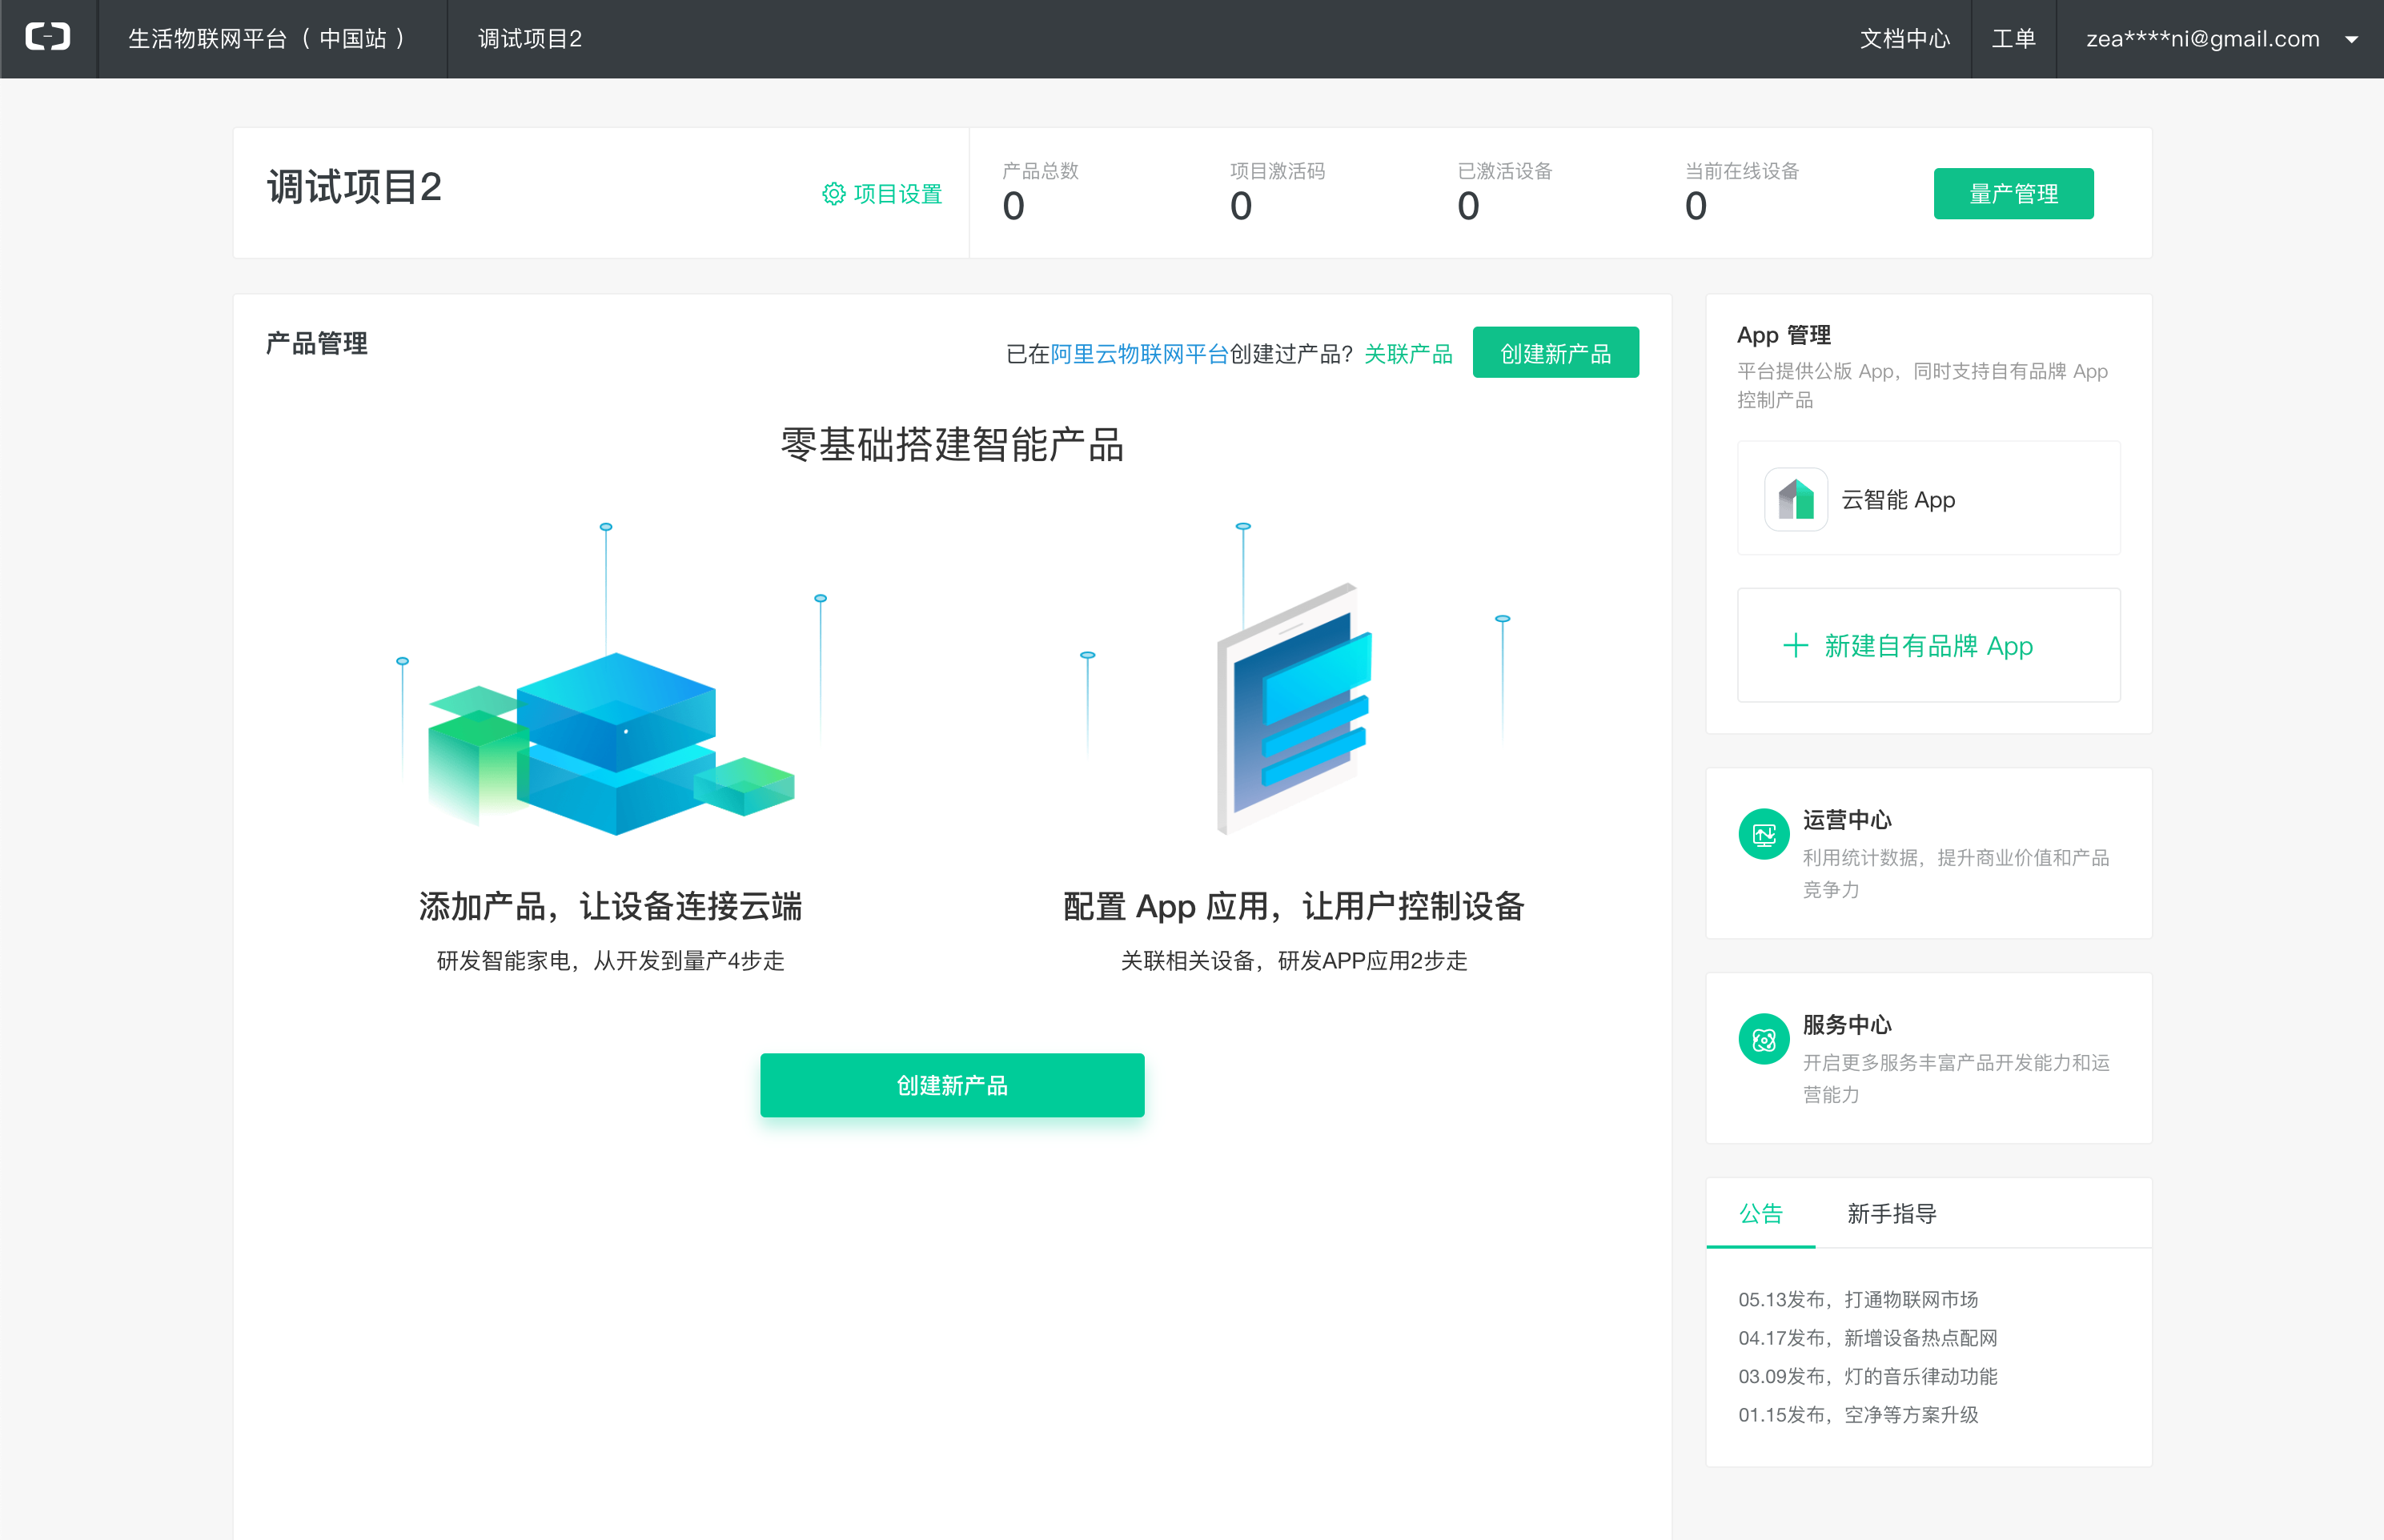 生活物联网平台（中国站）
调试项目2
文档中心
工单
zea****ni@gmail.com
调试项目2
项目设置
产品总数
0
项目激活码
0
已激活设备
0
当前在线设备
0
量产管理
产品管理
已在阿里云物联网平台创建过产品？关联产品
创建新产品
零基础搭建智能产品
添加产品，让设备连接云端
研发智能家电，从开发到量产4步走
配置 App 应用，让用户控制设备
关联相关设备，研发APP应用2步走
创建新产品
App 管理
平台提供公版 App，同时支持自有品牌 App
控制产品
云智能 App
新建自有品牌 App
运营中心
利用统计数据，提升商业价值和产品
竞争力
服务中心
开启更多服务丰富产品开发能力和运
营能力
公告
新手指导
05.13发布，打通物联网市场
04.17发布，新增设备热点配网
03.09发布，灯的音乐律动功能
01.15发布，空净等方案升级